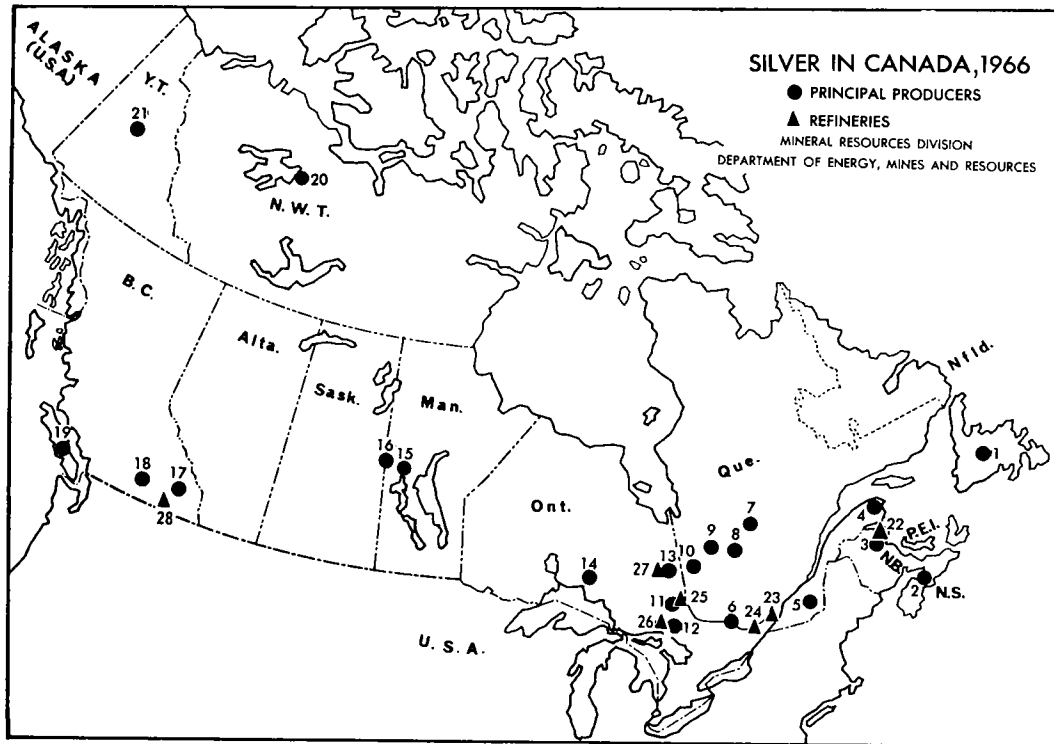 ALASKA
(U.S.A)
Y.T.
SILVER IN CANADA, 1966
PRINCIPAL PRODUCERS
REFINERIES
MINERAL RESOURCES DIVISION
DEPARTMENT OF ENERGY, MINES AND RESOURCES
21
20
N.W.T.
B.C.
Alta.
Sask.
Man.
Ont.
Que.
Nfld.
P.E.I.
N.B.
N.S.
U.S.A.
19
18
17
28
16
15
14
27
13
10
9
8
7
11
25
26
12
6
24
23
5
4
22
3
2
1